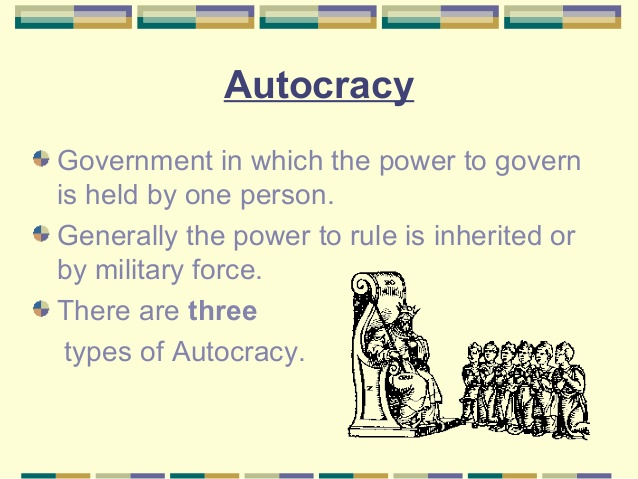 Autocracy
Government in which the power to govern
is held by one person.
Generally the power to rule is inherited or
by military force.
There are three
types of Autocracy.